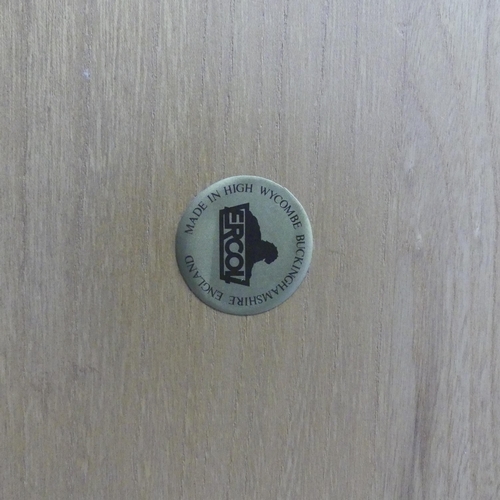 MADE IN HIGH WYCOMBE BUCKINGHAMSHIRE ENGLAND
ERCOL